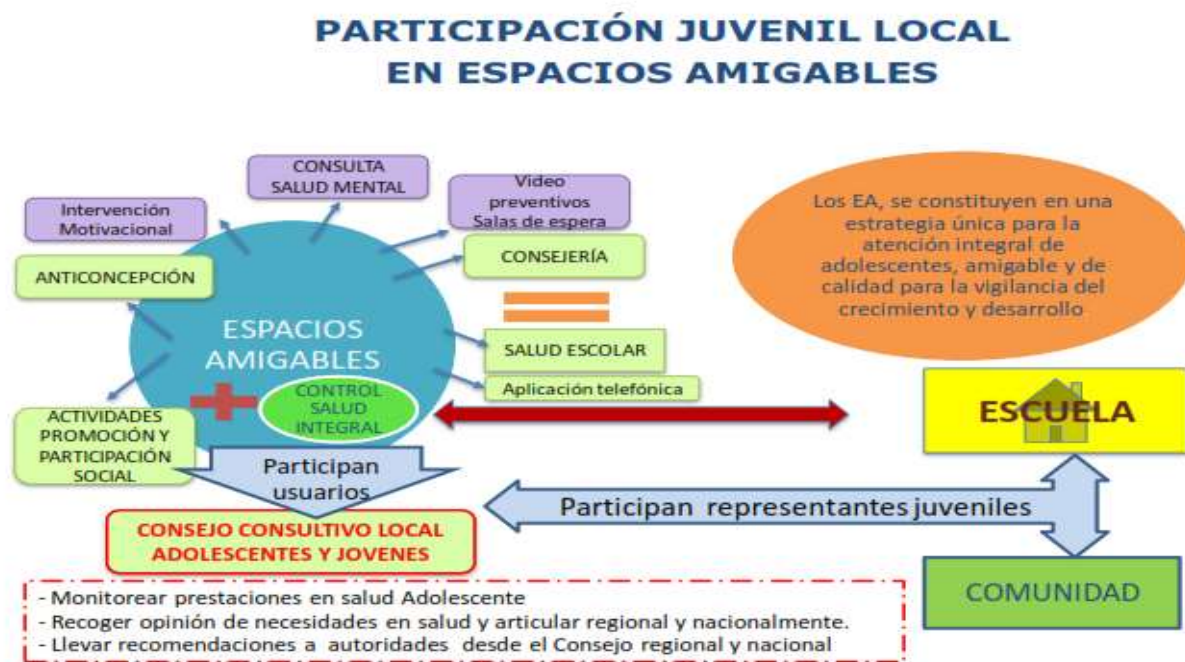 PARTICIPACIÓN JUVENIL LOCAL
EN ESPACIOS AMIGABLES
CONSULTA
SALUD MENTAL
Video
preventivos
Salas de espera
Intervención
Motivacional
CONSEJERÍA
ANTICONCEPCIÓN
ESPACIOS
AMIGABLES
SALUD ESCOLAR
Aplicación telefónica
CONTROL
SALUD
INTEGRAL
ACTIVIDADES
PROMOCIÓN Y
PARTICIPACIÓN
SOCIAL
Los EA, se constituyen en una
estrategia única para la
atención integral de
adolescentes, amigable y de
calidad para la vigilancia del
crecimiento y desarrollo
ESCUELA
Participan
usuarios
Participan representantes juveniles
CONSEJO CONSULTIVO LOCAL
ADOLESCENTES Y JOVENES
COMUNIDAD
- Monitorear prestaciones en salud Adolescente
- Recoger opinión de necesidades en salud y articular regional y nacionalmente.
- Llevar recomendaciones a autoridades desde el Consejo regional y nacional